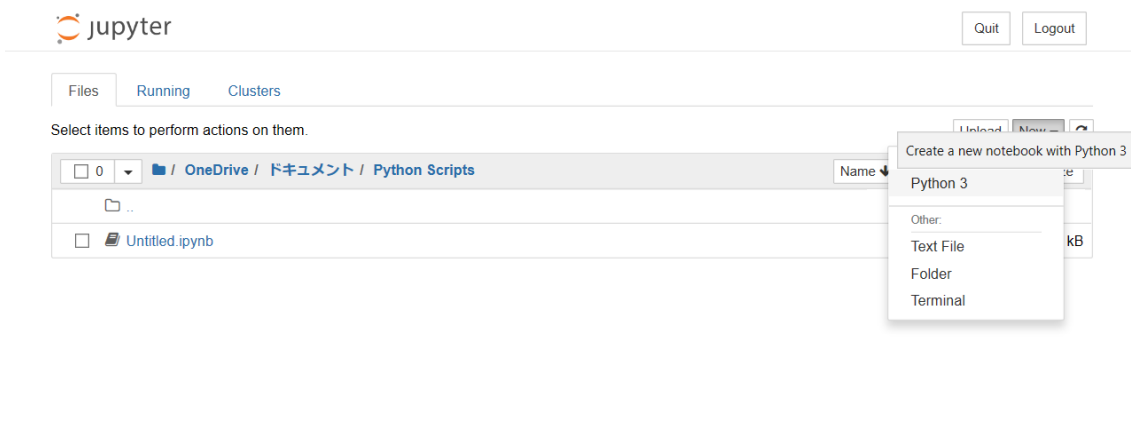 jupyter
Quit Logout
Files Running Clusters
Select items to perform actions on them.
Upload New
Create a new notebook with Python 3
0 / OneDrive / ドキュメント / Python Scripts Name
Python 3
..
Other:
Untitled.ipynb kB
Text File
Folder
Terminal